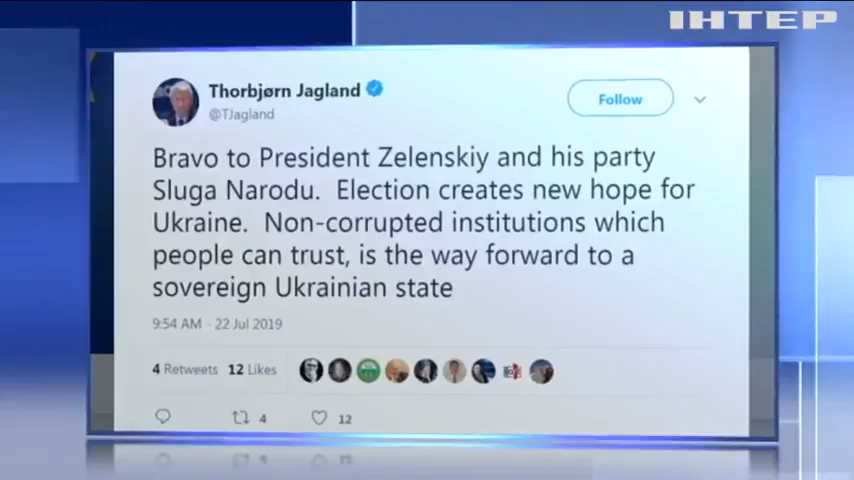 ІНТЕР
Thorbjørn Jagland
@TJagland
Follow
Bravo to President Zelenskiy and his party
Sluga Narodu. Election creates new hope for
Ukraine. Non-corrupted institutions which
people can trust, is the way forward to a
sovereign Ukrainian state
9:54 AM - 22 Jul 2019
4 Retweets 12 Likes
4 12